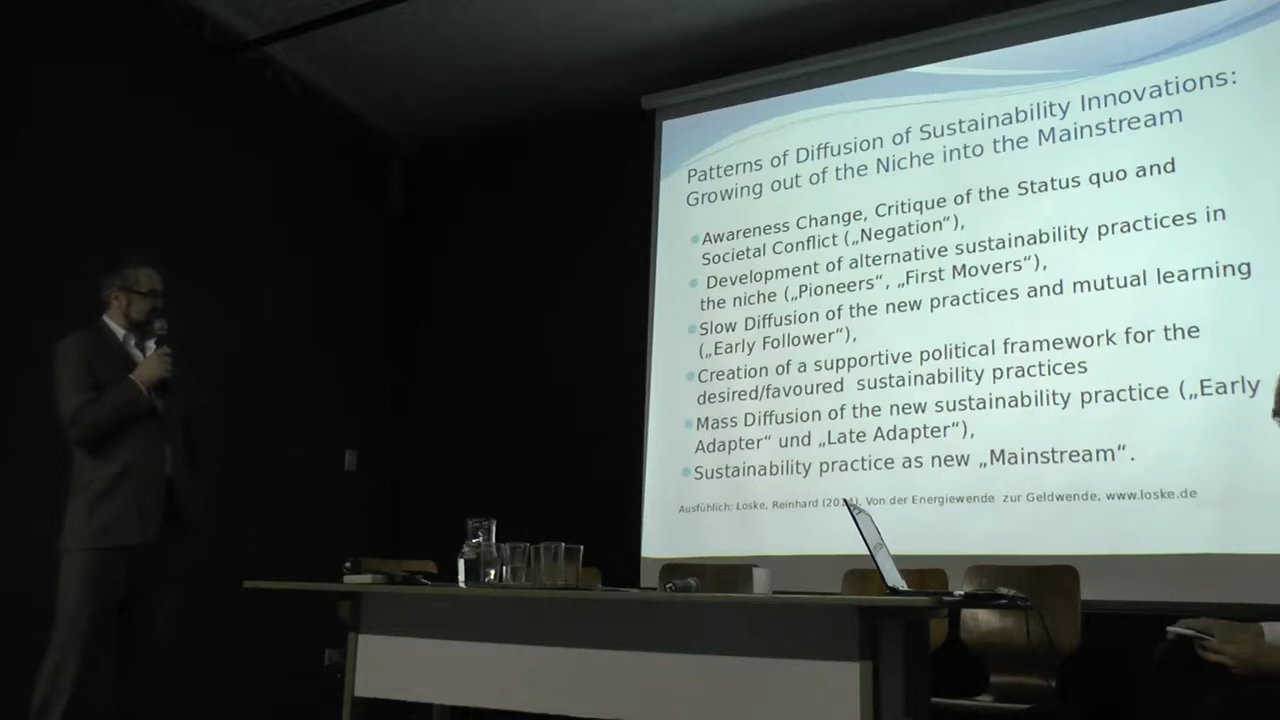 Patterns of Diffusion of Sustainability Innovations:
Growing out of the Niche into the Mainstream
Awareness Change, Critique of the Status quo and
Societal Conflict („Negation“),
Development of alternative sustainability practices in
the niche („Pioneers“, „First Movers“),
Slow Diffusion of the new practices and mutual learning
(„Early Follower“),
Creation of a supportive political framework for the
desired/favoured sustainability practices
Mass Diffusion of the new sustainability practice („Early
Adapter“ und „Late Adapter“),
Sustainability practice as new „Mainstream“.
Ausfühlich: Loske, Reinhard Von der Energiewende zur Geldwende, www.loske.de